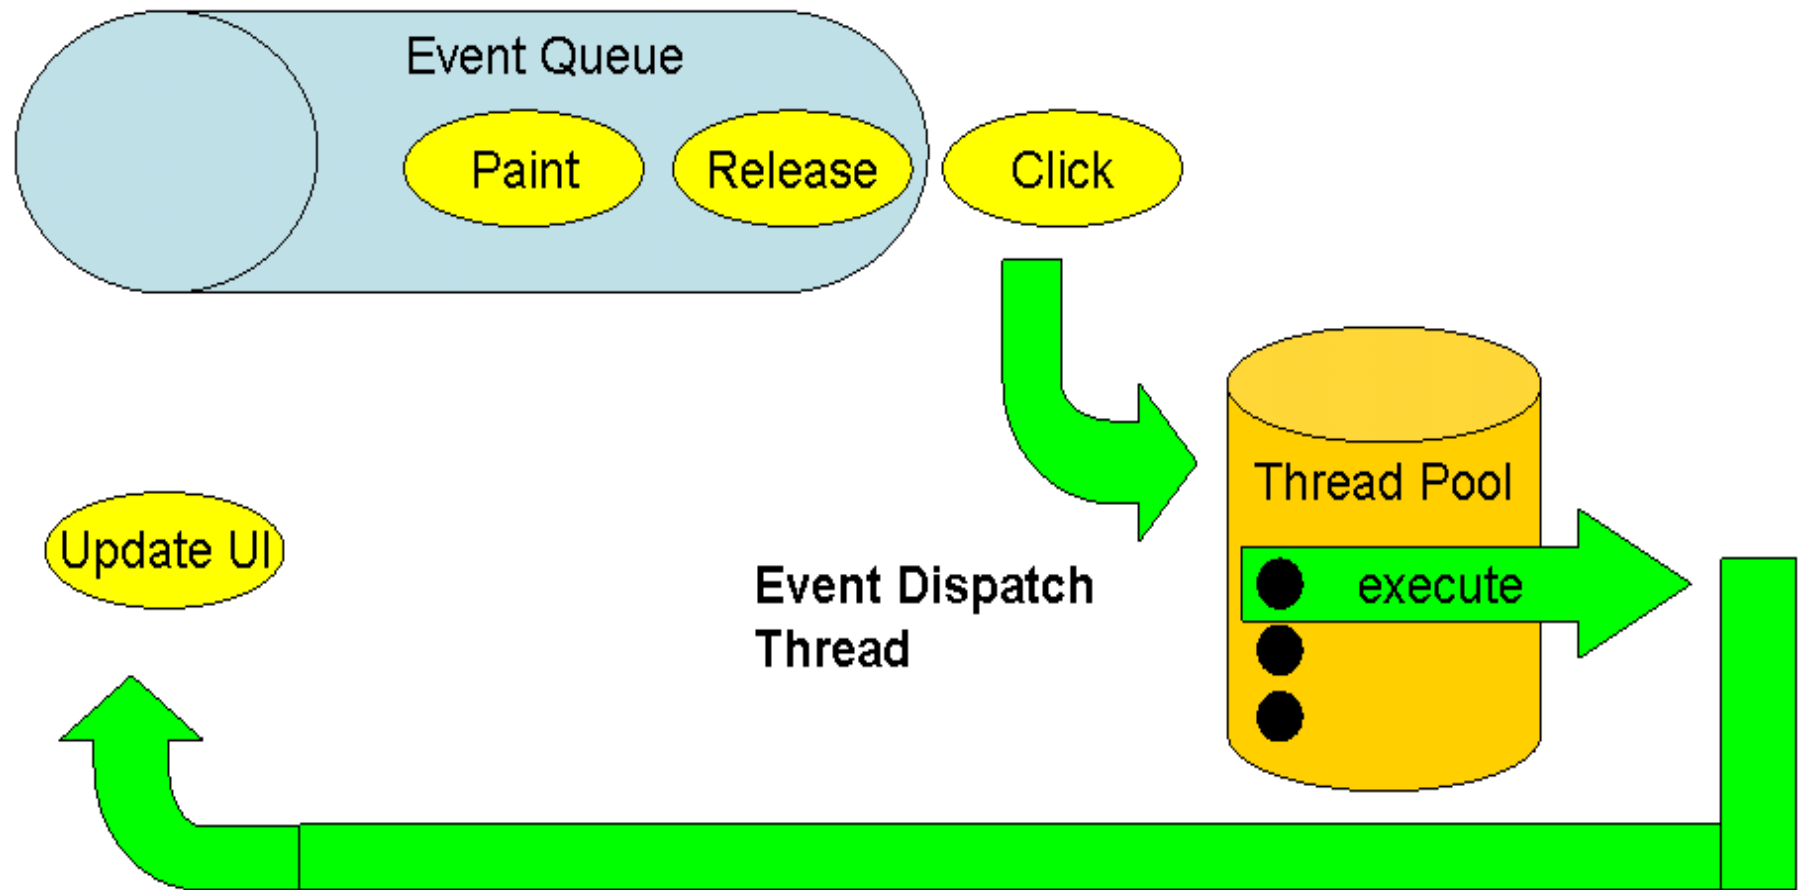 Event Queue
Paint
Release
Click
Thread Pool
Update UI
Event Dispatch
Thread
execute